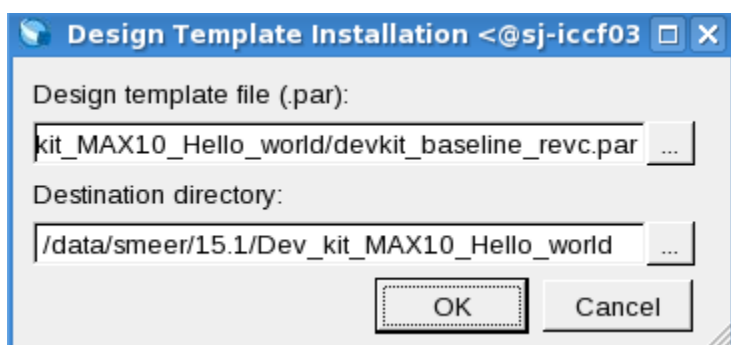 Design Template Installation <@sj-iccf03
Design template file (.par):
kit_MAX10_Hello_world/devkit_baseline_revc.par
...
Destination directory:
/data/smeer/15.1/Dev_kit_MAX10_Hello_world
...
OK
Cancel